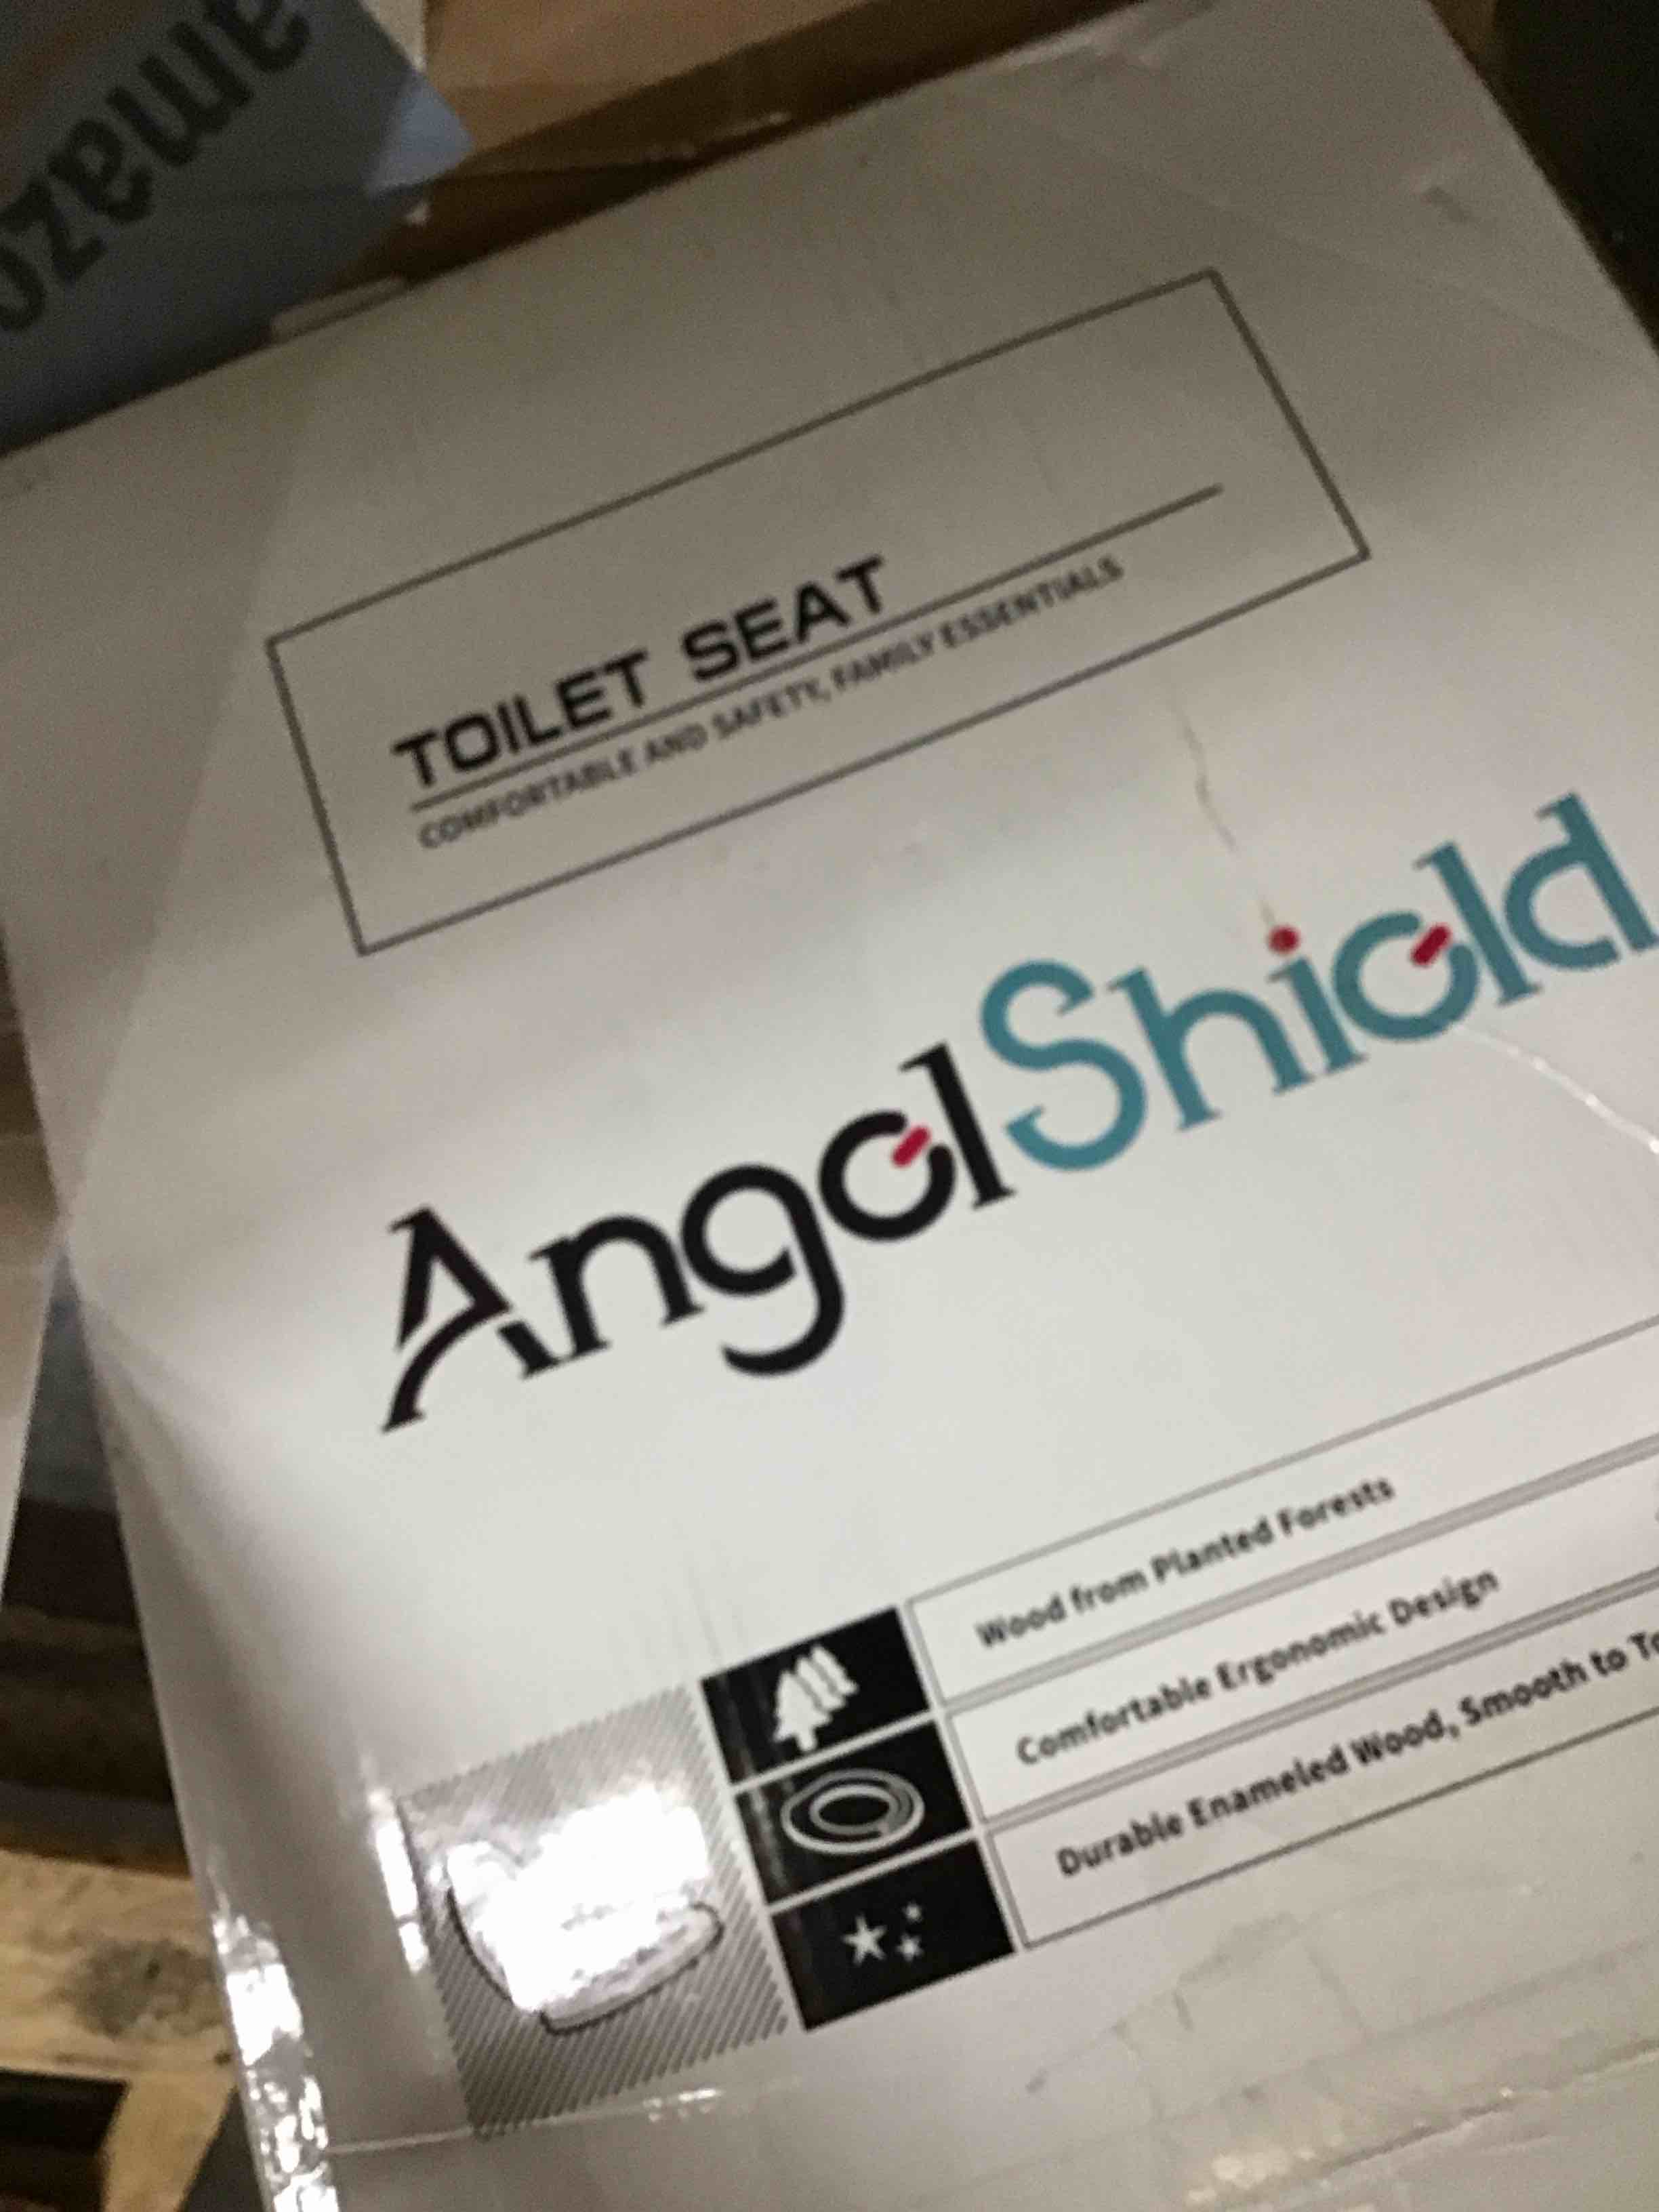 amazo
TOILET SEAT
COMFORTABLE AND SAFETY, FAMILY ESSENTIALS
AngelShield
Wood from Planted Forests
Comfortable Ergonomic Design
Durable Enameled Wood, Smooth to To